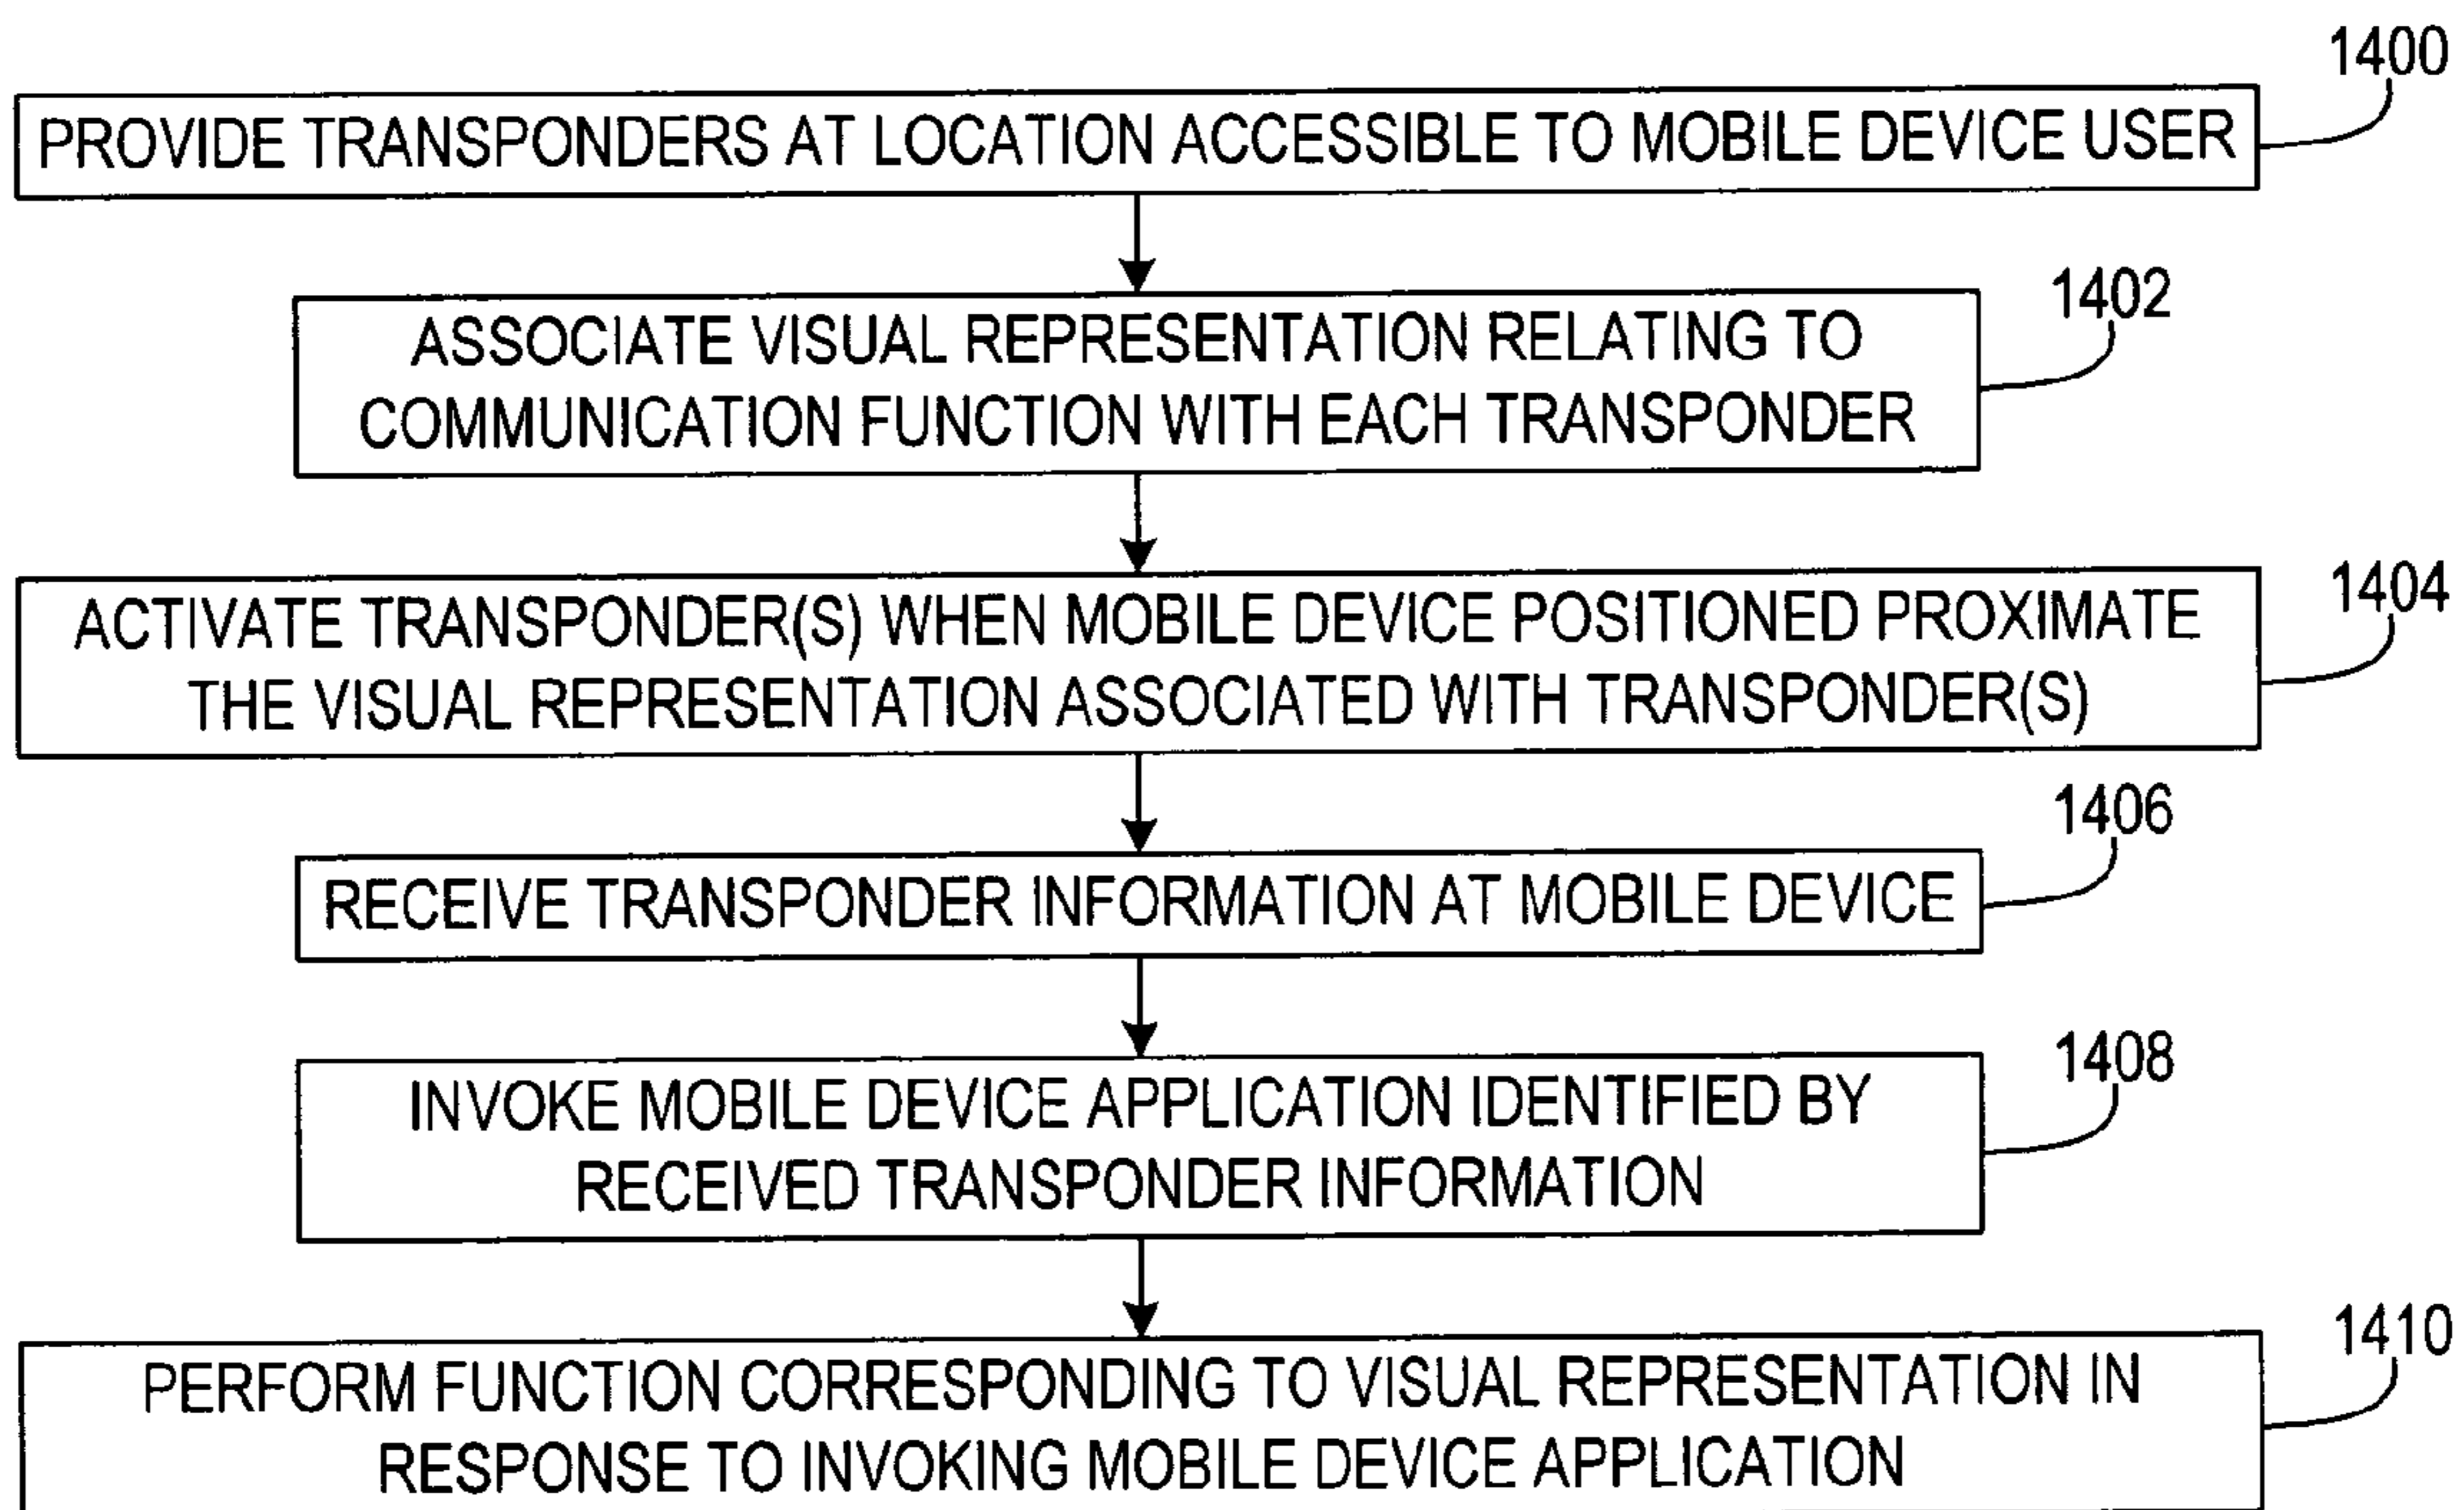 1400
PROVIDE TRANSPONDERS AT LOCATION ACCESSIBLE TO MOBILE DEVICE USER
1402
ASSOCIATE VISUAL REPRESENTATION RELATING TO
COMMUNICATION FUNCTION WITH EACH TRANSPONDER
1404
ACTIVATE TRANSPONDER(S) WHEN MOBILE DEVICE POSITIONED PROXIMATE
THE VISUAL REPRESENTATION ASSOCIATED WITH TRANSPONDER(S)
1406
RECEIVE TRANSPONDER INFORMATION AT MOBILE DEVICE
1408
INVOKE MOBILE DEVICE APPLICATION IDENTIFIED BY
RECEIVED TRANSPONDER INFORMATION
1410
PERFORM FUNCTION CORRESPONDING TO VISUAL REPRESENTATION IN
RESPONSE TO INVOKING MOBILE DEVICE APPLICATION